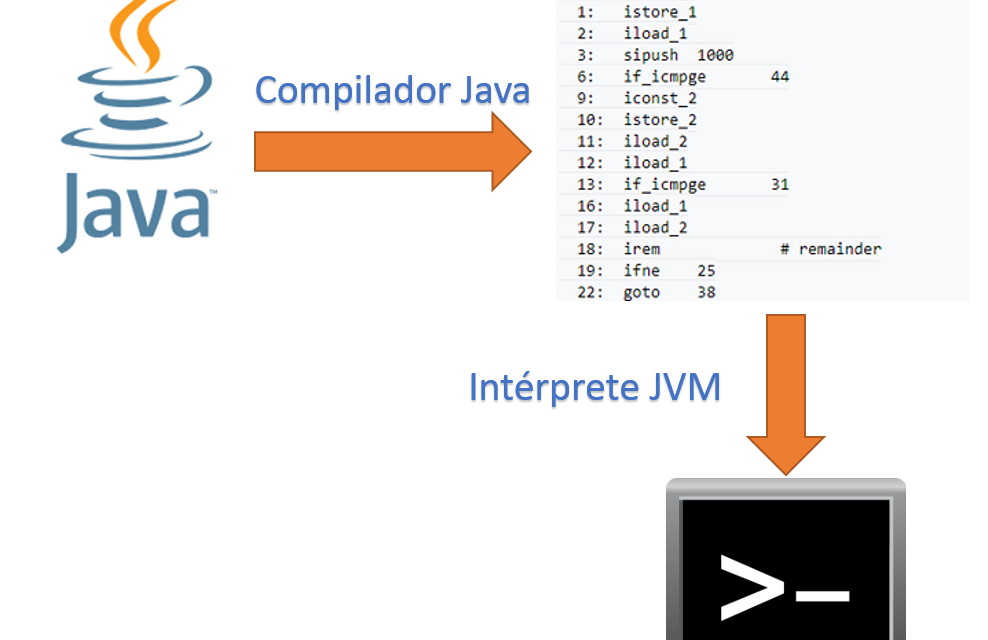 1: istore_1
2: iload_1
3: sipush 1000
6: if_icmpge 44
9: iconst_2
10: istore_2
11: iload_2
12: iload_1
13: if_icmpge 31
16: iload_1
17: iload_2
18: irem # remainder
19: ifne 25
22: goto 38
Compilador Java
Java™
Intérprete JVM
>_